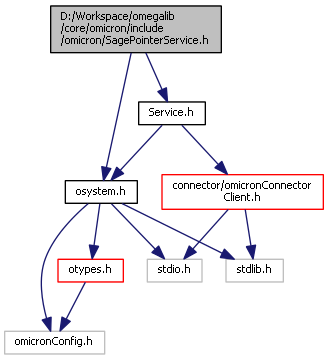 D:/Workspace/omegalib
/core/omicron/include
/omicron/SagePointerService.h
Service.h
osystem.h
connector/omicronConnector
Client.h
otypes.h
stdio.h
stdlib.h
omicronConfig.h